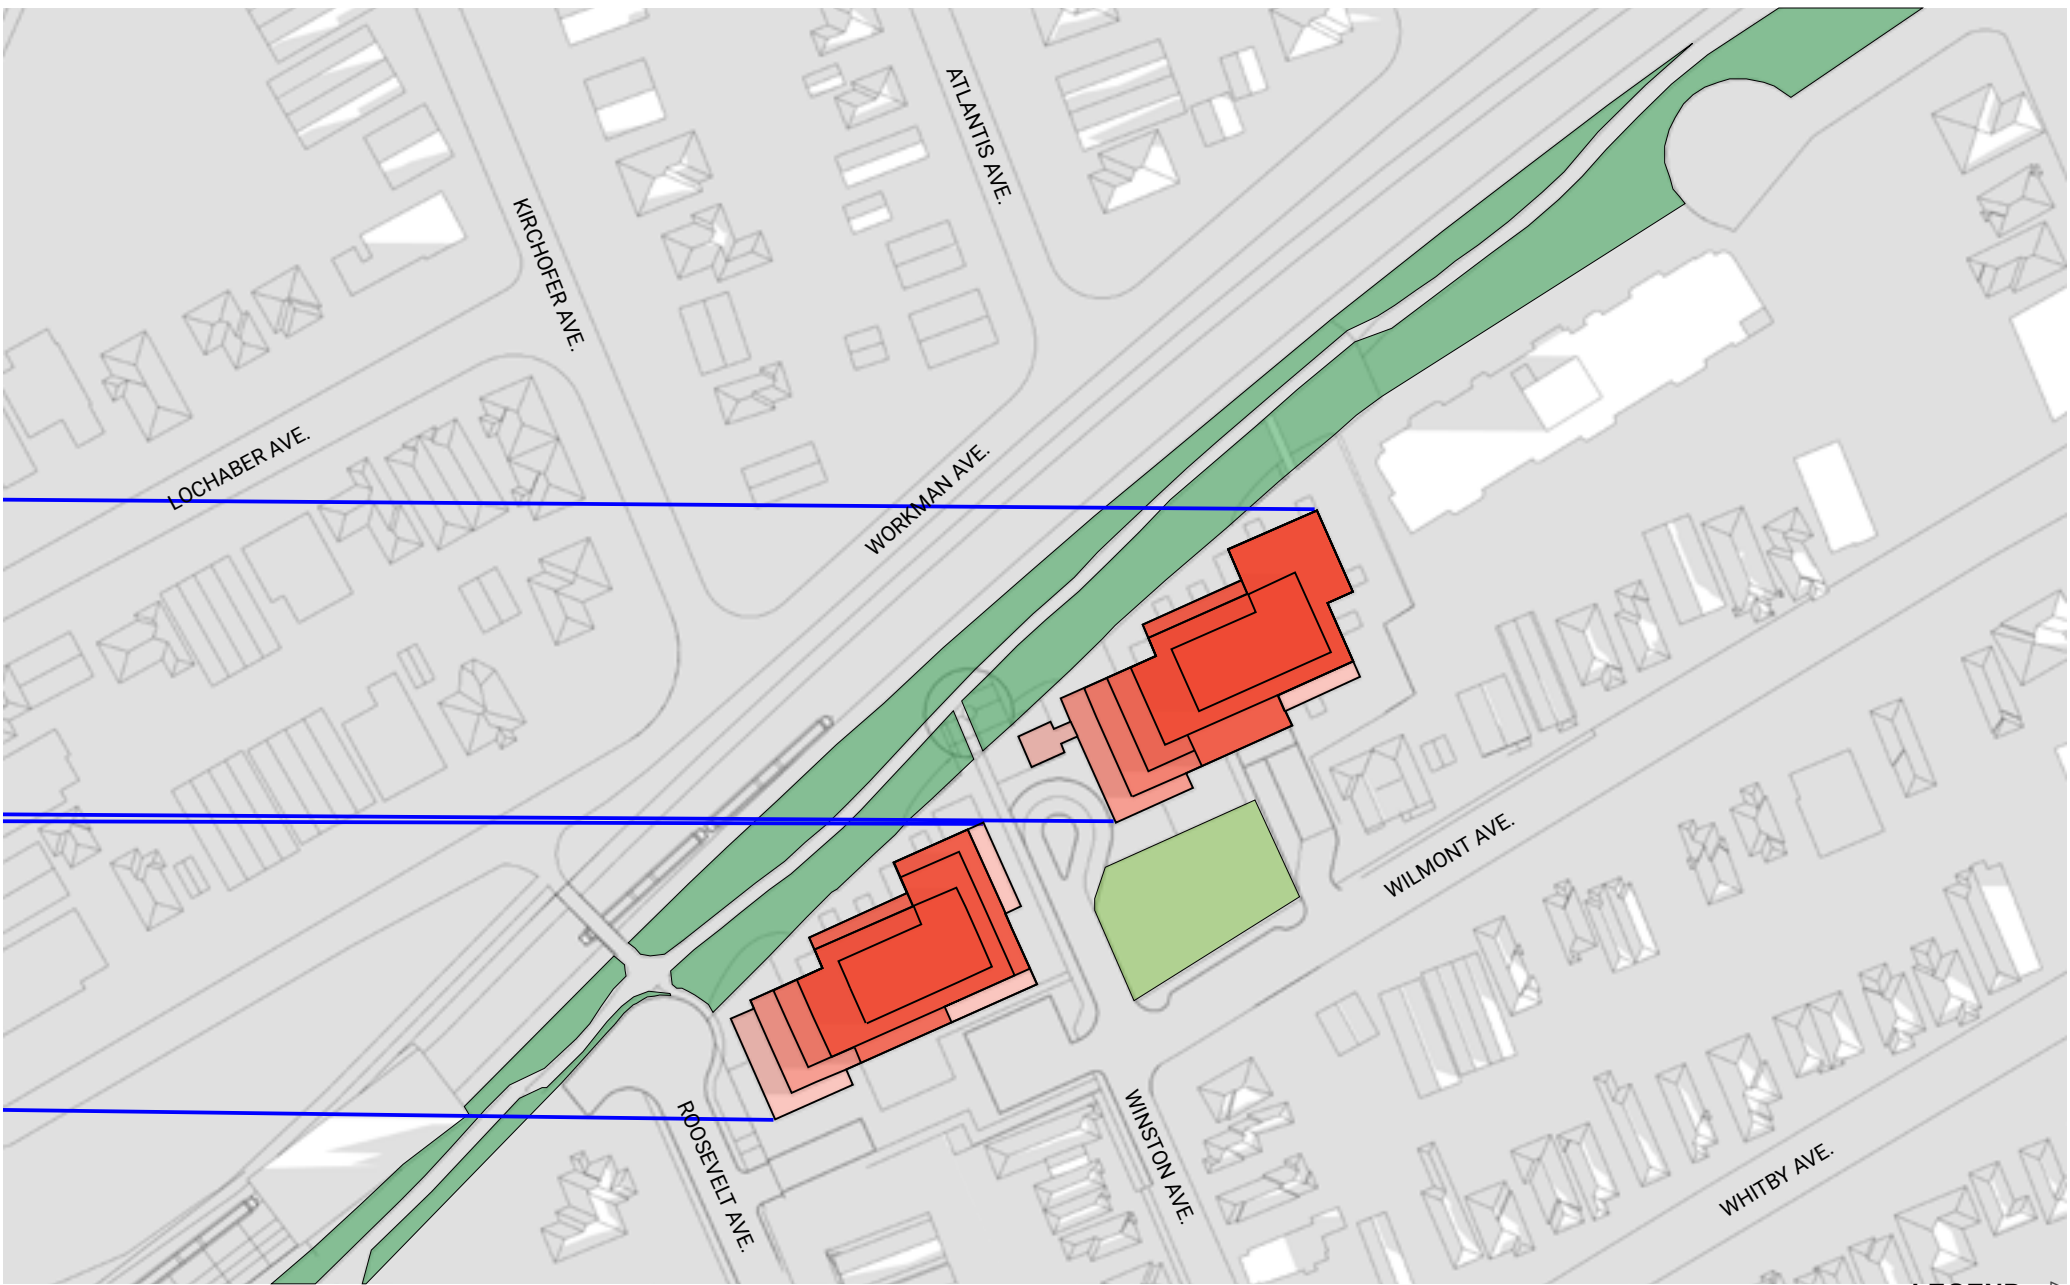 ATLANTIS AVE.
KIRCHOFER AVE.
LOCHABER AVE.
WORKMAN AVE.
WILMONT AVE.
ROOSEVELT AVE.
WINSTON AVE.
WHITBY AVE.